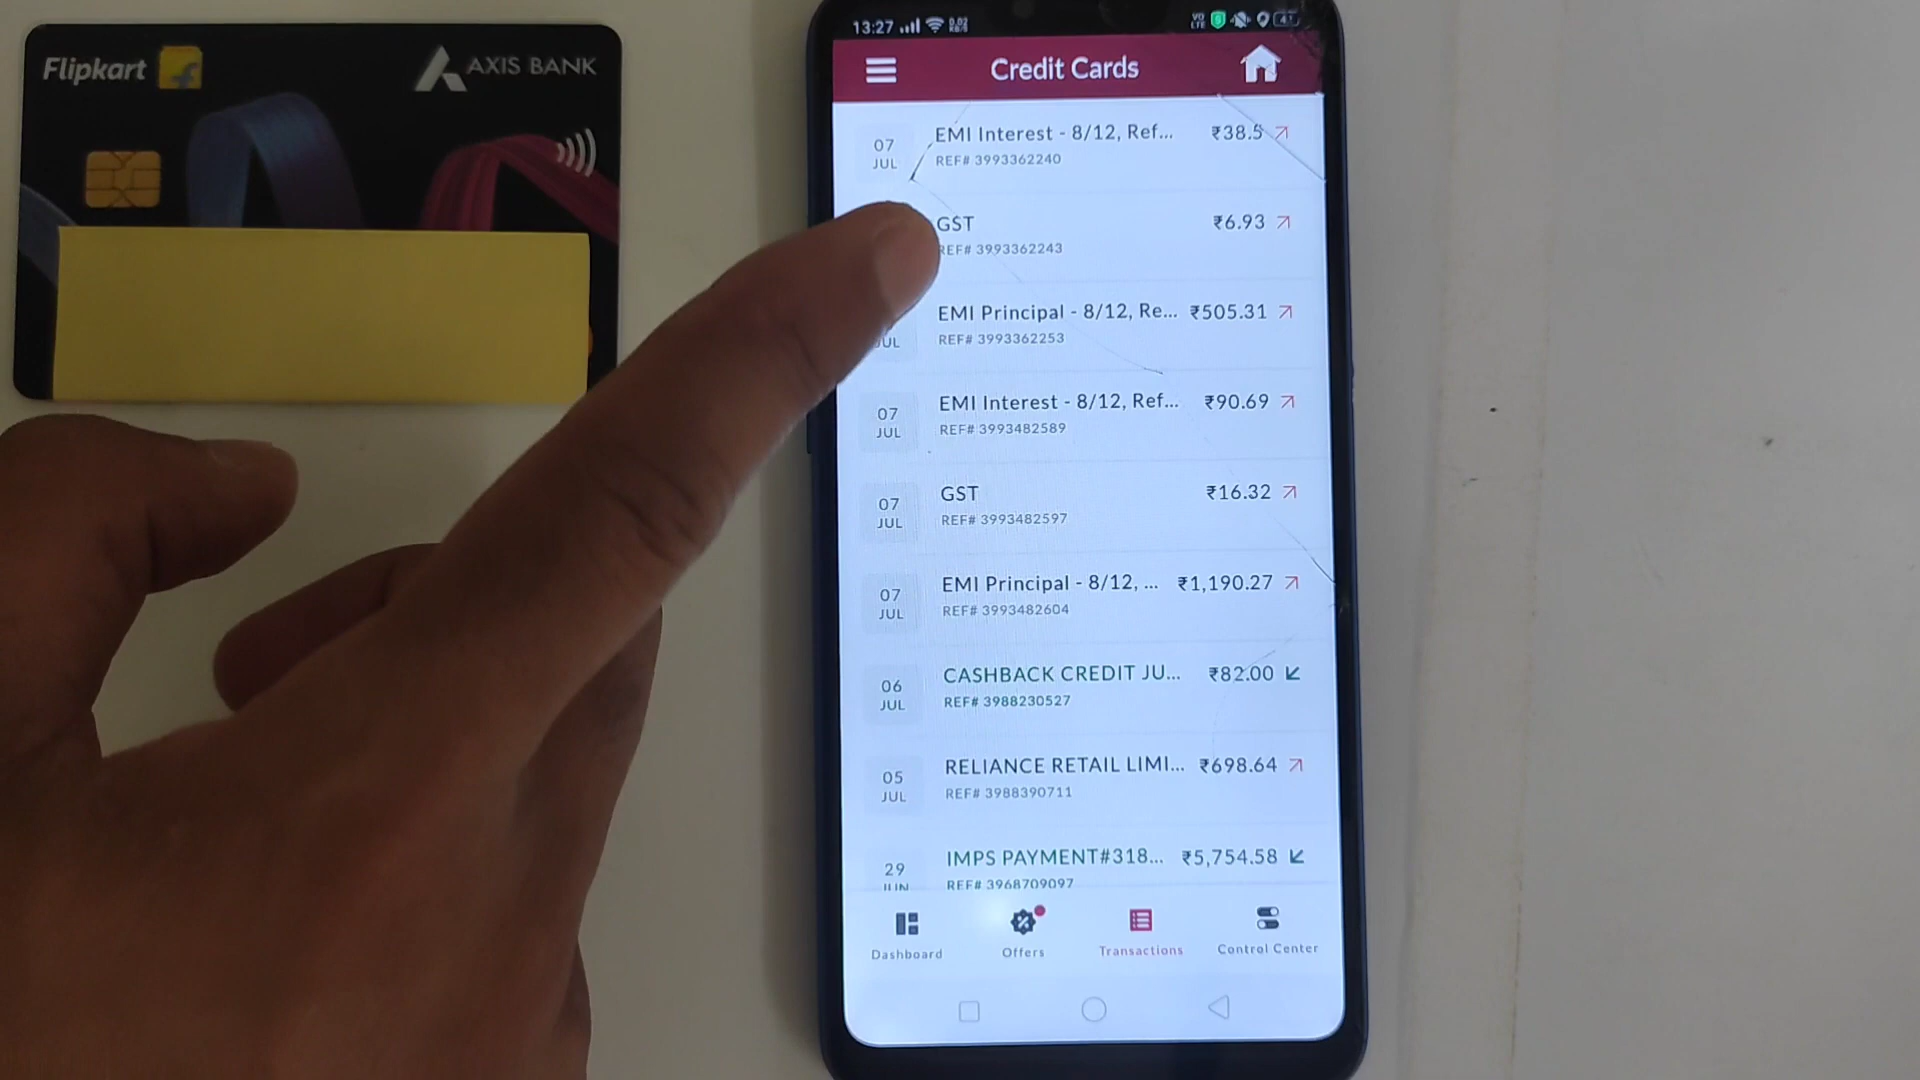 Flipkart
AXIS BANK
13:27
0.02
KB/S
VO
LTE
Credit Cards
07
JUL
EMI Interest - 8/12, Ref...
₹38.5
REF# 3993362240
GST
₹6.93
REF# 3993362243
JUL
EMI Principal - 8/12, Re...
₹505.31
REF# 3993362253
07
JUL
EMI Interest - 8/12, Ref...
₹90.69
REF# 3993482589
07
JUL
GST
₹16.32
REF# 3993482597
07
JUL
EMI Principal - 8/12, ...
₹1,190.27
REF# 3993482604
06
JUL
CASHBACK CREDIT JU...
₹82.00
REF# 3988230527
05
JUL
RELIANCE RETAIL LIMI...
₹698.64
REF# 3988390711
29
JUN
IMPS PAYMENT#318...
₹5,754.58
REF# 3968709097
Dashboard
Offers
Transactions
Control Center